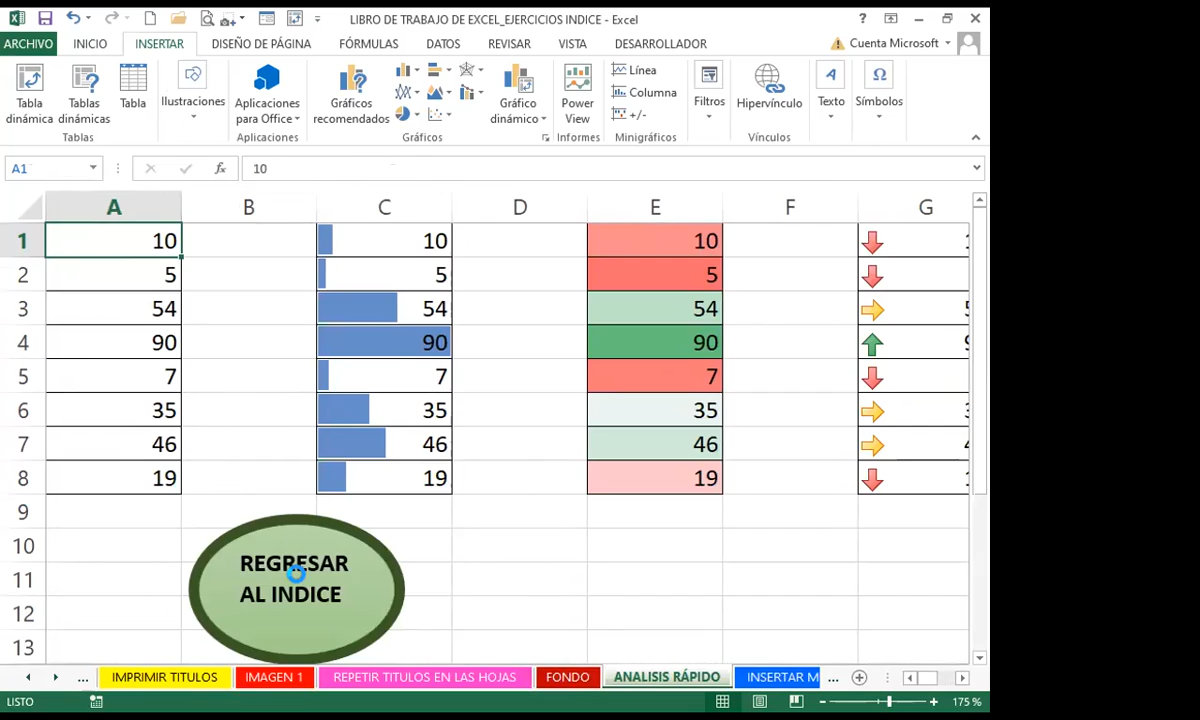 LIBRO DE TRABAJO DE EXCEL_EJERCICIOS INDICE - Excel
?
ARCHIVO INICIO INSERTAR DISEÑO DE PÁGINA FÓRMULAS DATOS REVISAR VISTA DESARROLLADOR Cuenta Microsoft
Tabla dinámica
Tablas dinámicas
Tabla
Tablas
Ilustraciones
Aplicaciones para Office
Aplicaciones
Gráficos recomendados
Gráfico dinámico
Gráficos
Power View
Informes
Línea
Columna
+/-
Minigráficos
Filtros
Hipervínculo
Vínculos
A
Texto
Ω
Símbolos
A1 fx 10
A B C D E F G
1 10 10 10
2 5 5 5
3 54 54 54
4 90 90 90
5 7 7 7
6 35 35 35
7 46 46 46
8 19 19 19
9
10
11
12
13
REGRESAR
AL INDICE
... IMPRIMIR TITULOS IMAGEN 1 REPETIR TITULOS EN LAS HOJAS FONDO ANALISIS RÁPIDO INSERTAR M ...
LISTO 175 %